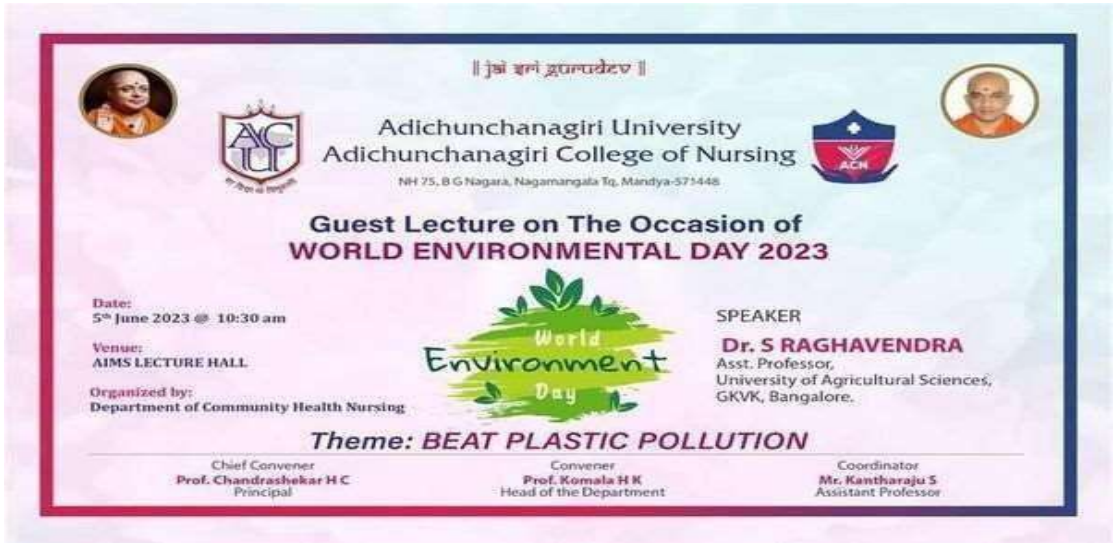 || jai sri gurudev ||
Adichunchanagiri University
Adichunchanagiri College of Nursing
NH 75, B G Nagara, Nagamangala Tq, Mandya-571448
ACU
ACN
Guest Lecture on The Occasion of
WORLD ENVIRONMENTAL DAY 2023
Date:
5th June 2023 @ 10:30 am
Venue:
AIMS LECTURE HALL
Organized by:
Department of Community Health Nursing
World
Environment
Day
SPEAKER
Dr. S RAGHAVENDRA
Asst. Professor,
University of Agricultural Sciences,
GKVK, Bangalore.
Theme: BEAT PLASTIC POLLUTION
Chief Convener
Prof. Chandrashekar H C
Principal
Convener
Prof. Komala H K
Head of the Department
Coordinator
Mr. Kantharaju S
Assistant Professor